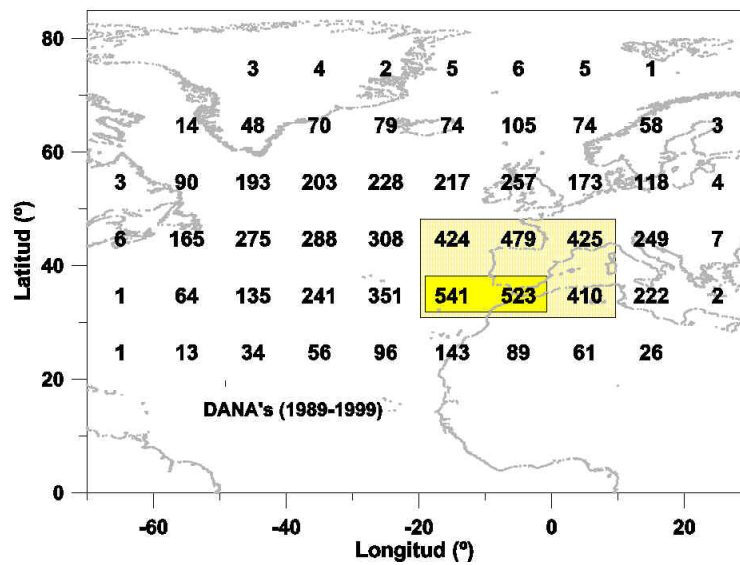 80
3 4 2 5 6 5 1
14 48 70 79 74 105 74 58 3
60
3 90 193 203 228 217 257 173 118 4
6 165 275 288 308 424 479 425 249 7
Latitud (º)
40
1 64 135 241 351 541 523 410 222 2
1 13 34 56 96 143 89 61 26
20
DANA's (1989-1999)
0
-60 -40 -20 0 20
Longitud (º)